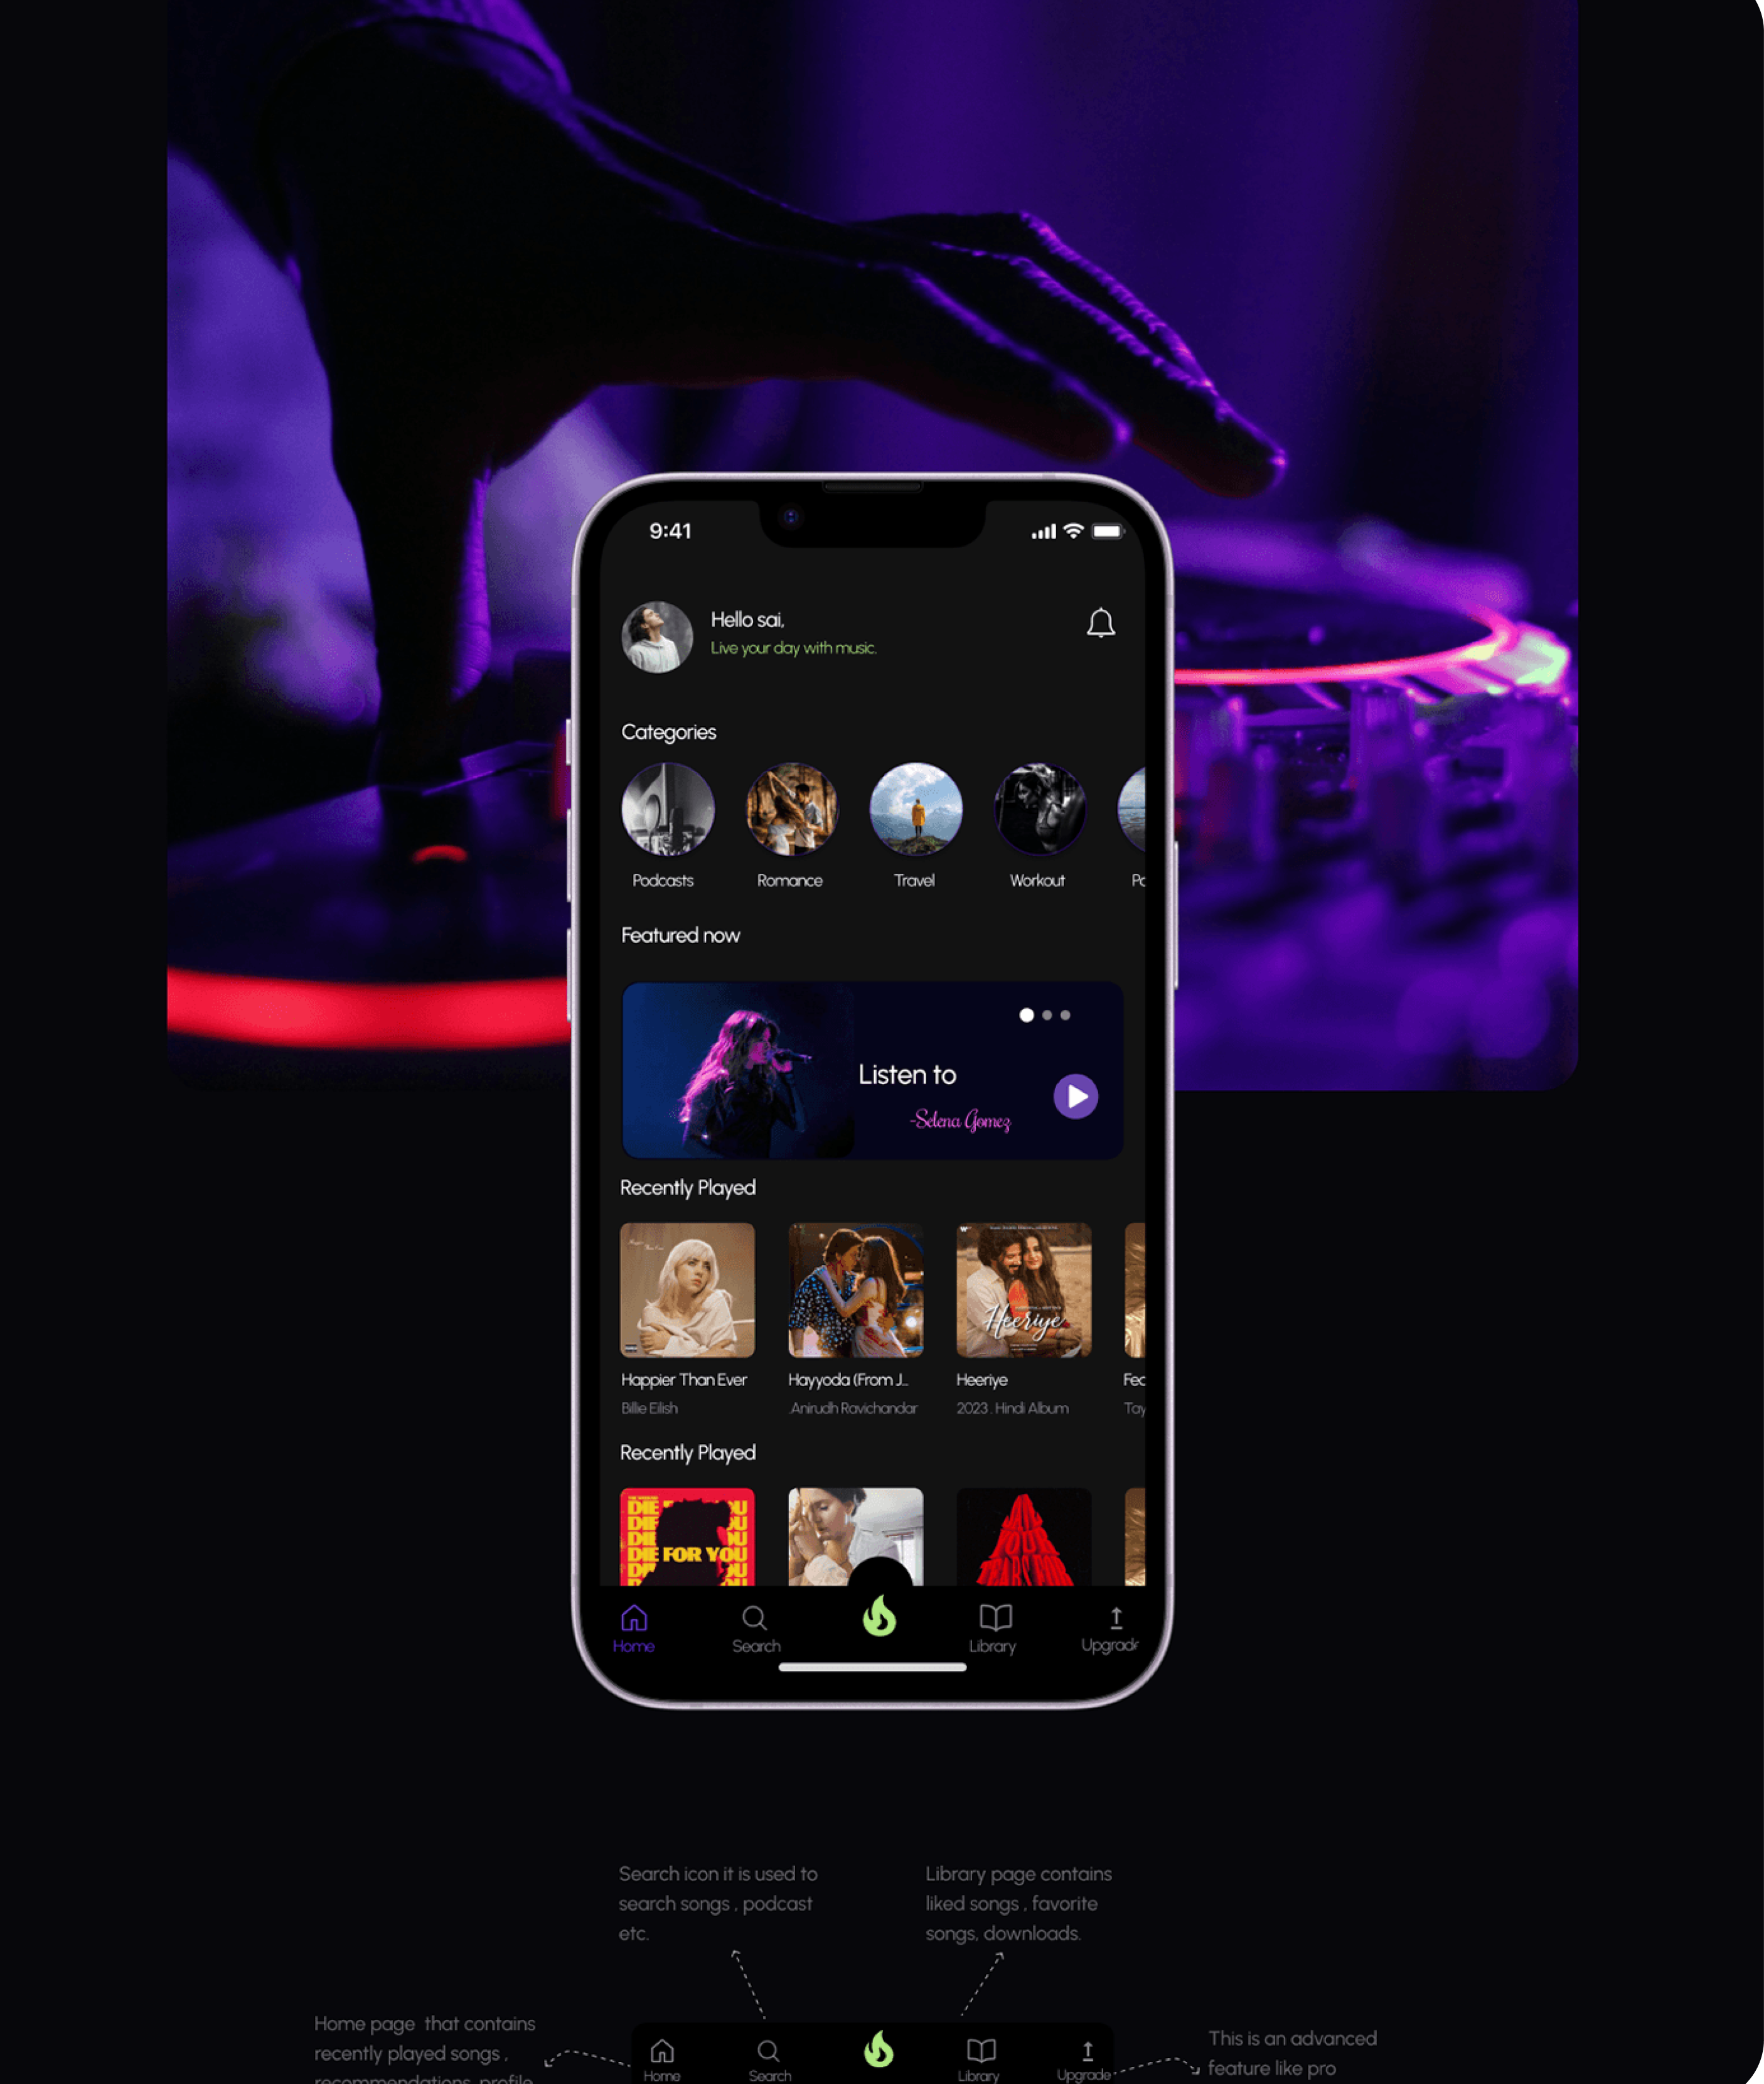 9:41
Hello sai,
Live your day with music.
Categories
Podcasts
Romance
Travel
Workout
Po
Featured now
Listen to
-Selena Gomez
Recently Played
Heeriye
Happier Than Ever
Hayyoda (From J...
Heeriye
Fea
Billie Eilish
.Anirudh Ravichandar
2023 . Hindi Album
Tay
Recently Played
DIE FOR YOU
Home
Search
Library
Upgrade
Search icon it is used to
search songs , podcast
etc.
Library page contains
liked songs , favorite
songs, downloads.
Home page that contains
recently played songs ,
recommendations, profile
Home
Search
Library
Upgrade
This is an advanced
feature like pro